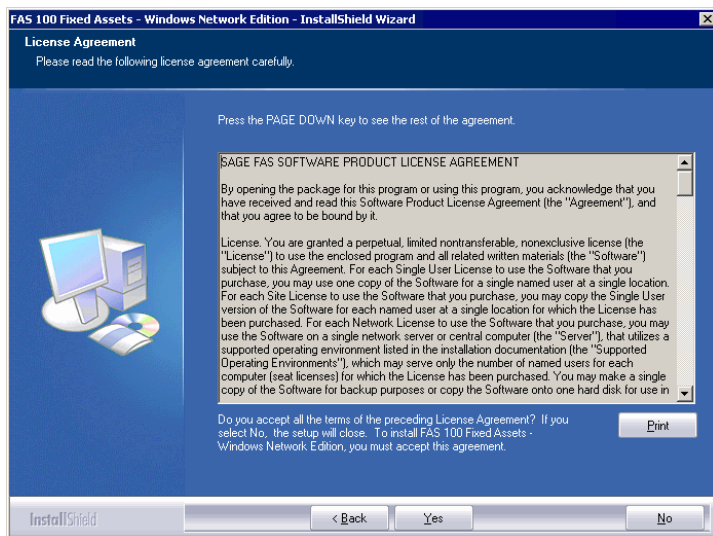 FAS 100 Fixed Assets - Windows Network Edition - InstallShield Wizard
License Agreement
Please read the following license agreement carefully.
Press the PAGE DOWN key to see the rest of the agreement.
SAGE FAS SOFTWARE PRODUCT LICENSE AGREEMENT
By opening the package for this program or using this program, you acknowledge that you
have received and read this Software Product License Agreement (the "Agreement"), and
that you agree to be bound by it.
License. You are granted a perpetual, limited nontransferable, nonexclusive license (the
"License") to use the enclosed program and all related written materials (the "Software")
subject to this Agreement. For each Single User License to use the Software that you
purchase, you may use one copy of the Software for a single named user at a single location.
For each Site License to use the Software that you purchase, you may copy the Single User
version of the Software for each named user at a single location for which the License has
been purchased. For each Network License to use the Software that you purchase, you may
use the Software on a single network server or central computer (the "Server"), that utilizes a
supported operating environment listed in the installation documentation (the "Supported
Operating Environments"), which may serve only the number of named users for each
computer (seat licenses) for which the License has been purchased. You may make a single
copy of the Software for backup purposes or copy the Software onto one hard disk for use in
Do you accept all the terms of the preceding License Agreement? If you
select No, the setup will close. To install FAS 100 Fixed Assets -
Windows Network Edition, you must accept this agreement.
Print
InstallShield
< Back
Yes
No